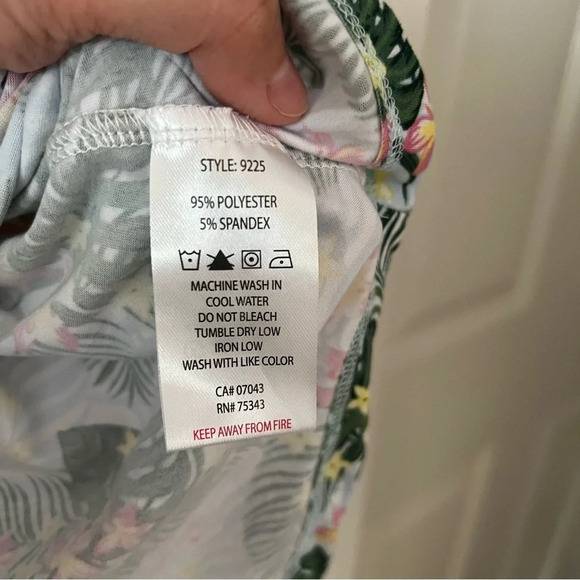 STYLE: 9225
95% POLYESTER
5% SPANDEX
MACHINE WASH IN
COOL WATER
DO NOT BLEACH
TUMBLE DRY LOW
IRON LOW
WASH WITH LIKE COLOR
CA# 07043
RN# 75343
KEEP AWAY FROM FIRE